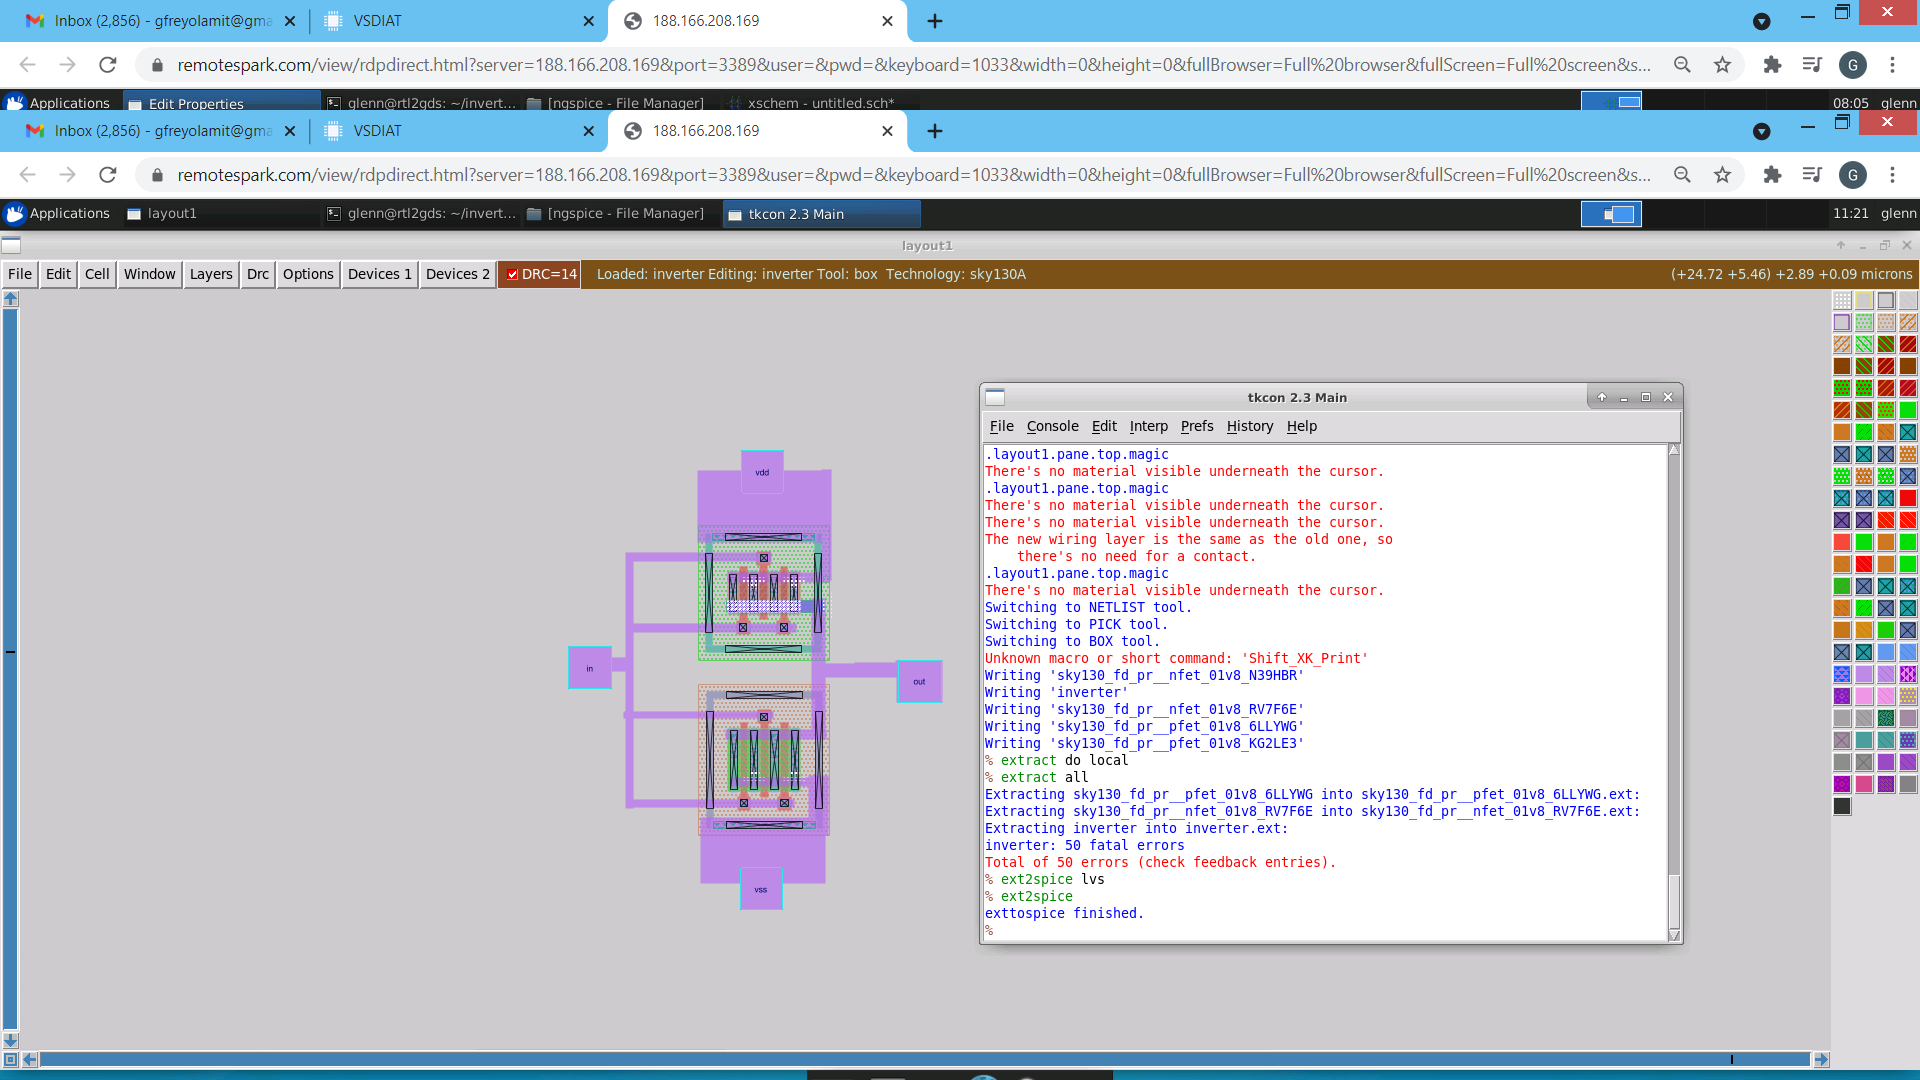 Inbox (2,856) - gfreyolamit@gma
VSDIAT
188.166.208.169
remotespark.com/view/rdpdirect.html?server=188.166.208.169&port=3389&user=&pwd=&keyboard=1033&width=0&height=0&fullBrowser=Full%20browser&fullScreen=Full%20screen&s...
G
Applications
Edit Properties
glenn@rtl2gds: ~/invert...
[ngspice - File Manager]
xschem - untitled.sch*
08:05
glenn
Inbox (2,856) - gfreyolamit@gma
VSDIAT
188.166.208.169
remotespark.com/view/rdpdirect.html?server=188.166.208.169&port=3389&user=&pwd=&keyboard=1033&width=0&height=0&fullBrowser=Full%20browser&fullScreen=Full%20screen&s...
G
Applications
layout1
glenn@rtl2gds: ~/invert...
[ngspice - File Manager]
tkcon 2.3 Main
11:21
glenn
layout1
File Edit Cell Window Layers Drc Options Devices 1 Devices 2 DRC=14 Loaded: inverter Editing: inverter Tool: box Technology: sky130A (+24.72 +5.46) +2.89 +0.09 microns
vdd
in
out
vss
tkcon 2.3 Main
File Console Edit Interp Prefs History Help
.layout1.pane.top.magic
There's no material visible underneath the cursor.
.layout1.pane.top.magic
There's no material visible underneath the cursor.
There's no material visible underneath the cursor.
The new wiring layer is the same as the old one, so
there's no need for a contact.
.layout1.pane.top.magic
There's no material visible underneath the cursor.
Switching to NETLIST tool.
Switching to PICK tool.
Switching to BOX tool.
Unknown macro or short command: 'Shift_XK_Print'
Writing 'sky130_fd_pr__nfet_01v8_N39HBR'
Writing 'inverter'
Writing 'sky130_fd_pr__nfet_01v8_RV7F6E'
Writing 'sky130_fd_pr__pfet_01v8_6LLYWG'
Writing 'sky130_fd_pr__pfet_01v8_KG2LE3'
% extract do local
% extract all
Extracting sky130_fd_pr__pfet_01v8_6LLYWG into sky130_fd_pr__pfet_01v8_6LLYWG.ext:
Extracting sky130_fd_pr__nfet_01v8_RV7F6E into sky130_fd_pr__nfet_01v8_RV7F6E.ext:
Extracting inverter into inverter.ext:
inverter: 50 fatal errors
Total of 50 errors (check feedback entries).
% ext2spice lvs
% ext2spice
exttospice finished.
%